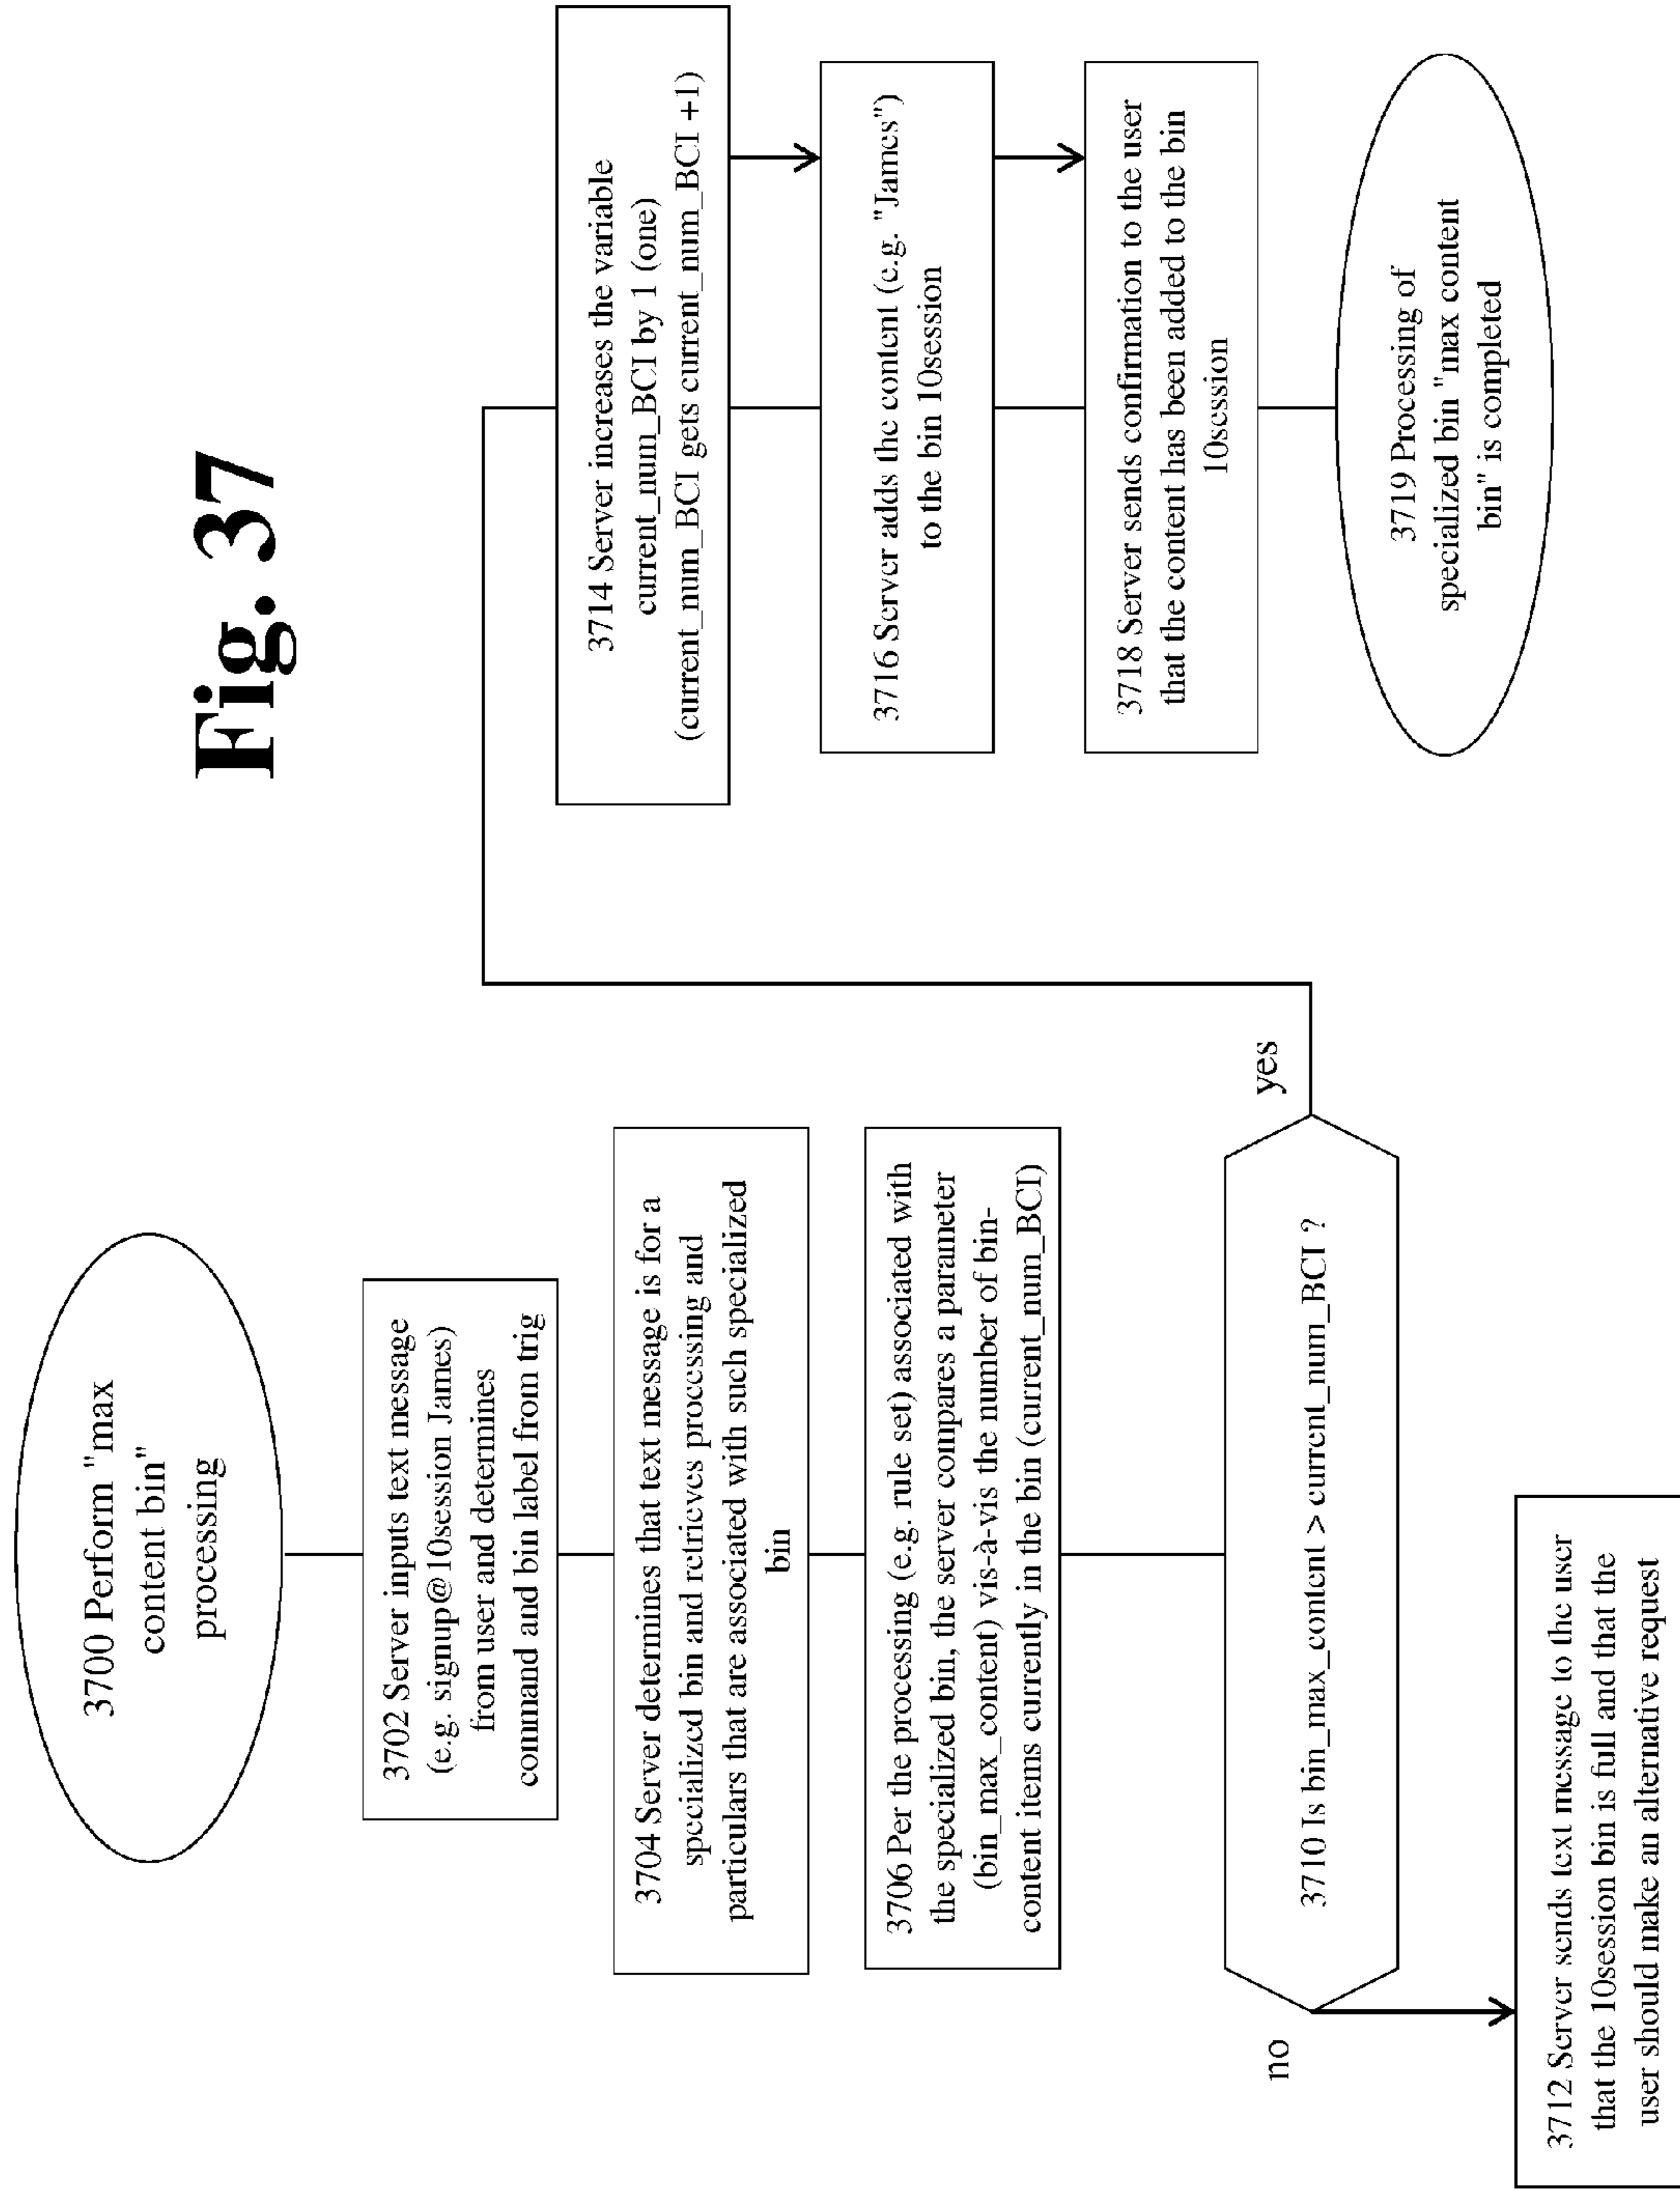 Fig. 37
3700 Perform "max
content bin"
processing
3702 Server inputs text message
(e.g. signup@10session James)
from user and determines
command and bin label from trig
3704 Server determines that text message is for a
specialized bin and retrieves processing and
particulars that are associated with such specialized
bin
3706 Per the processing (e.g. rule set) associated with
the specialized bin, the server compares a parameter
(bin_max_content) vis-à-vis the number of bin-
content items currently in the bin (current_num_BCI)
3710 Is bin_max_content > current_num_BCI ?
no
yes
3712 Server sends text message to the user
that the 10session bin is full and that the
user should make an alternative request
3714 Server increases the variable
current_num_BCI by 1 (one)
(current_num_BCI gets current_num_BCI +1)
3716 Server adds the content (e.g. "James")
to the bin 10session
3718 Server sends confirmation to the user
that the content has been added to the bin
10session
3719 Processing of
specialized bin "max content
bin" is completed